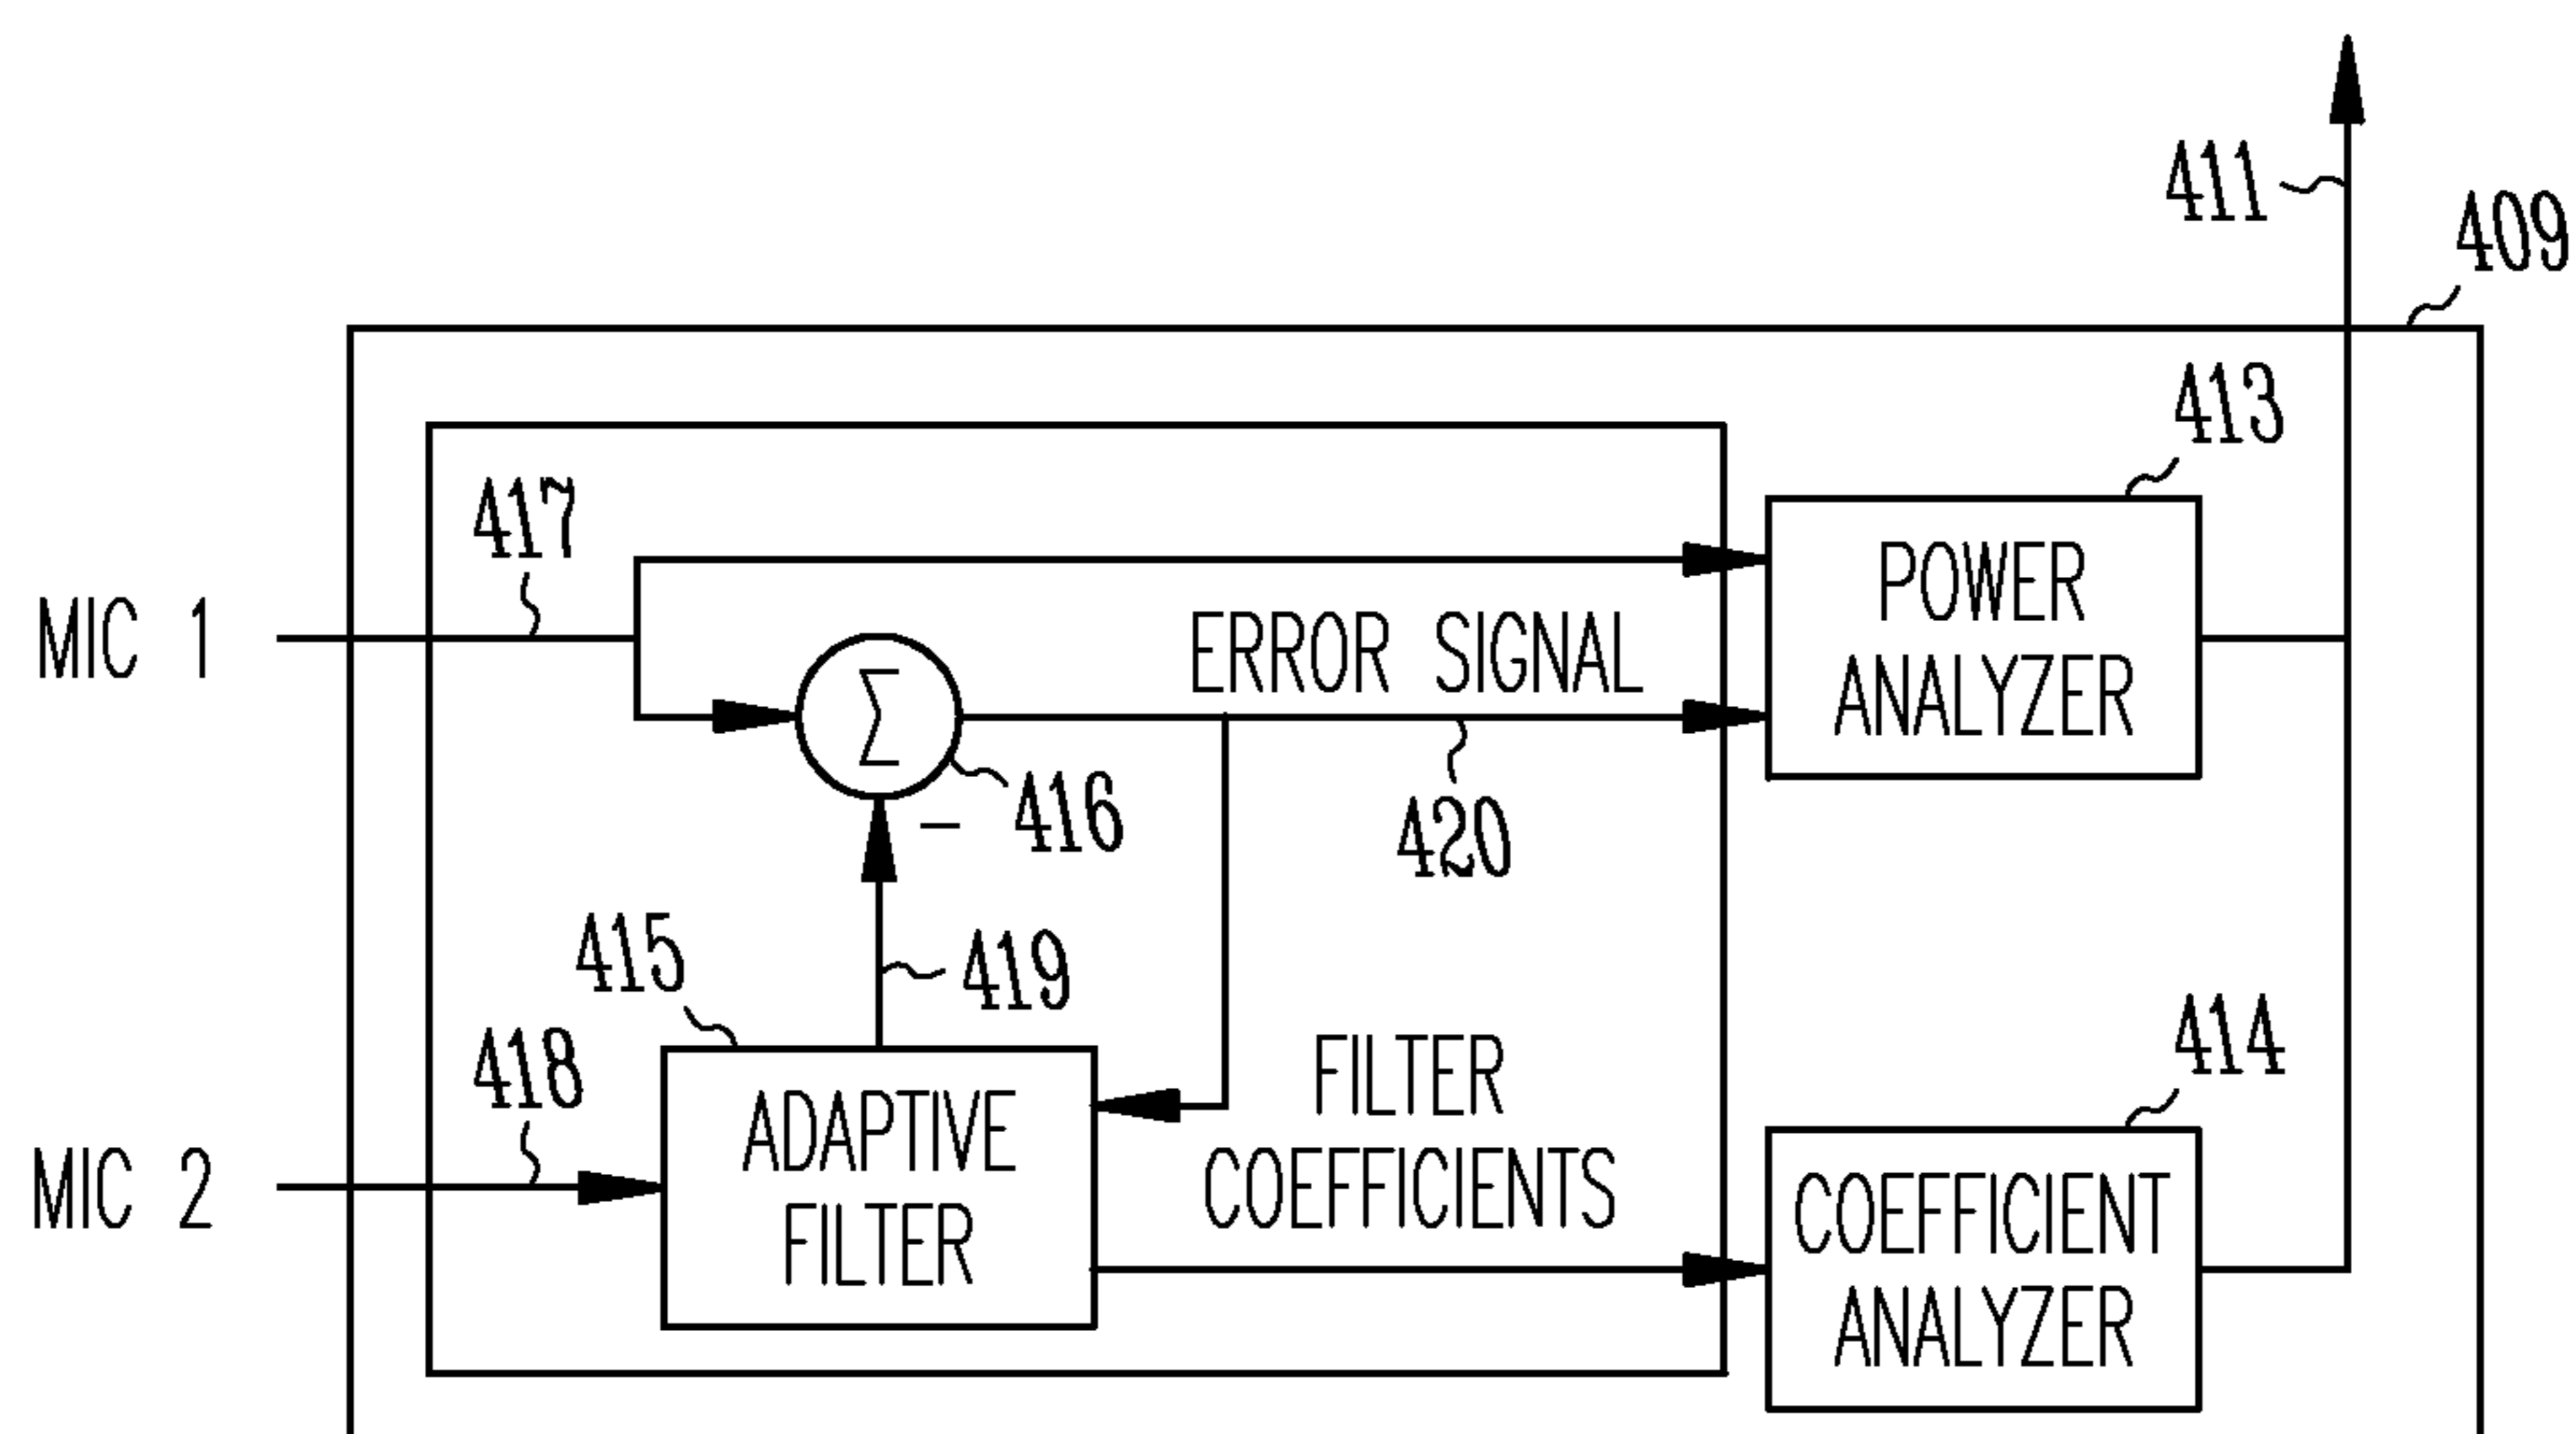 411
409
413
417
MIC 1
POWER
ANALYZER
ERROR SIGNAL
Σ
416
–
420
415
419
418
MIC 2
ADAPTIVE
FILTER
FILTER
COEFFICIENTS
414
COEFFICIENT
ANALYZER